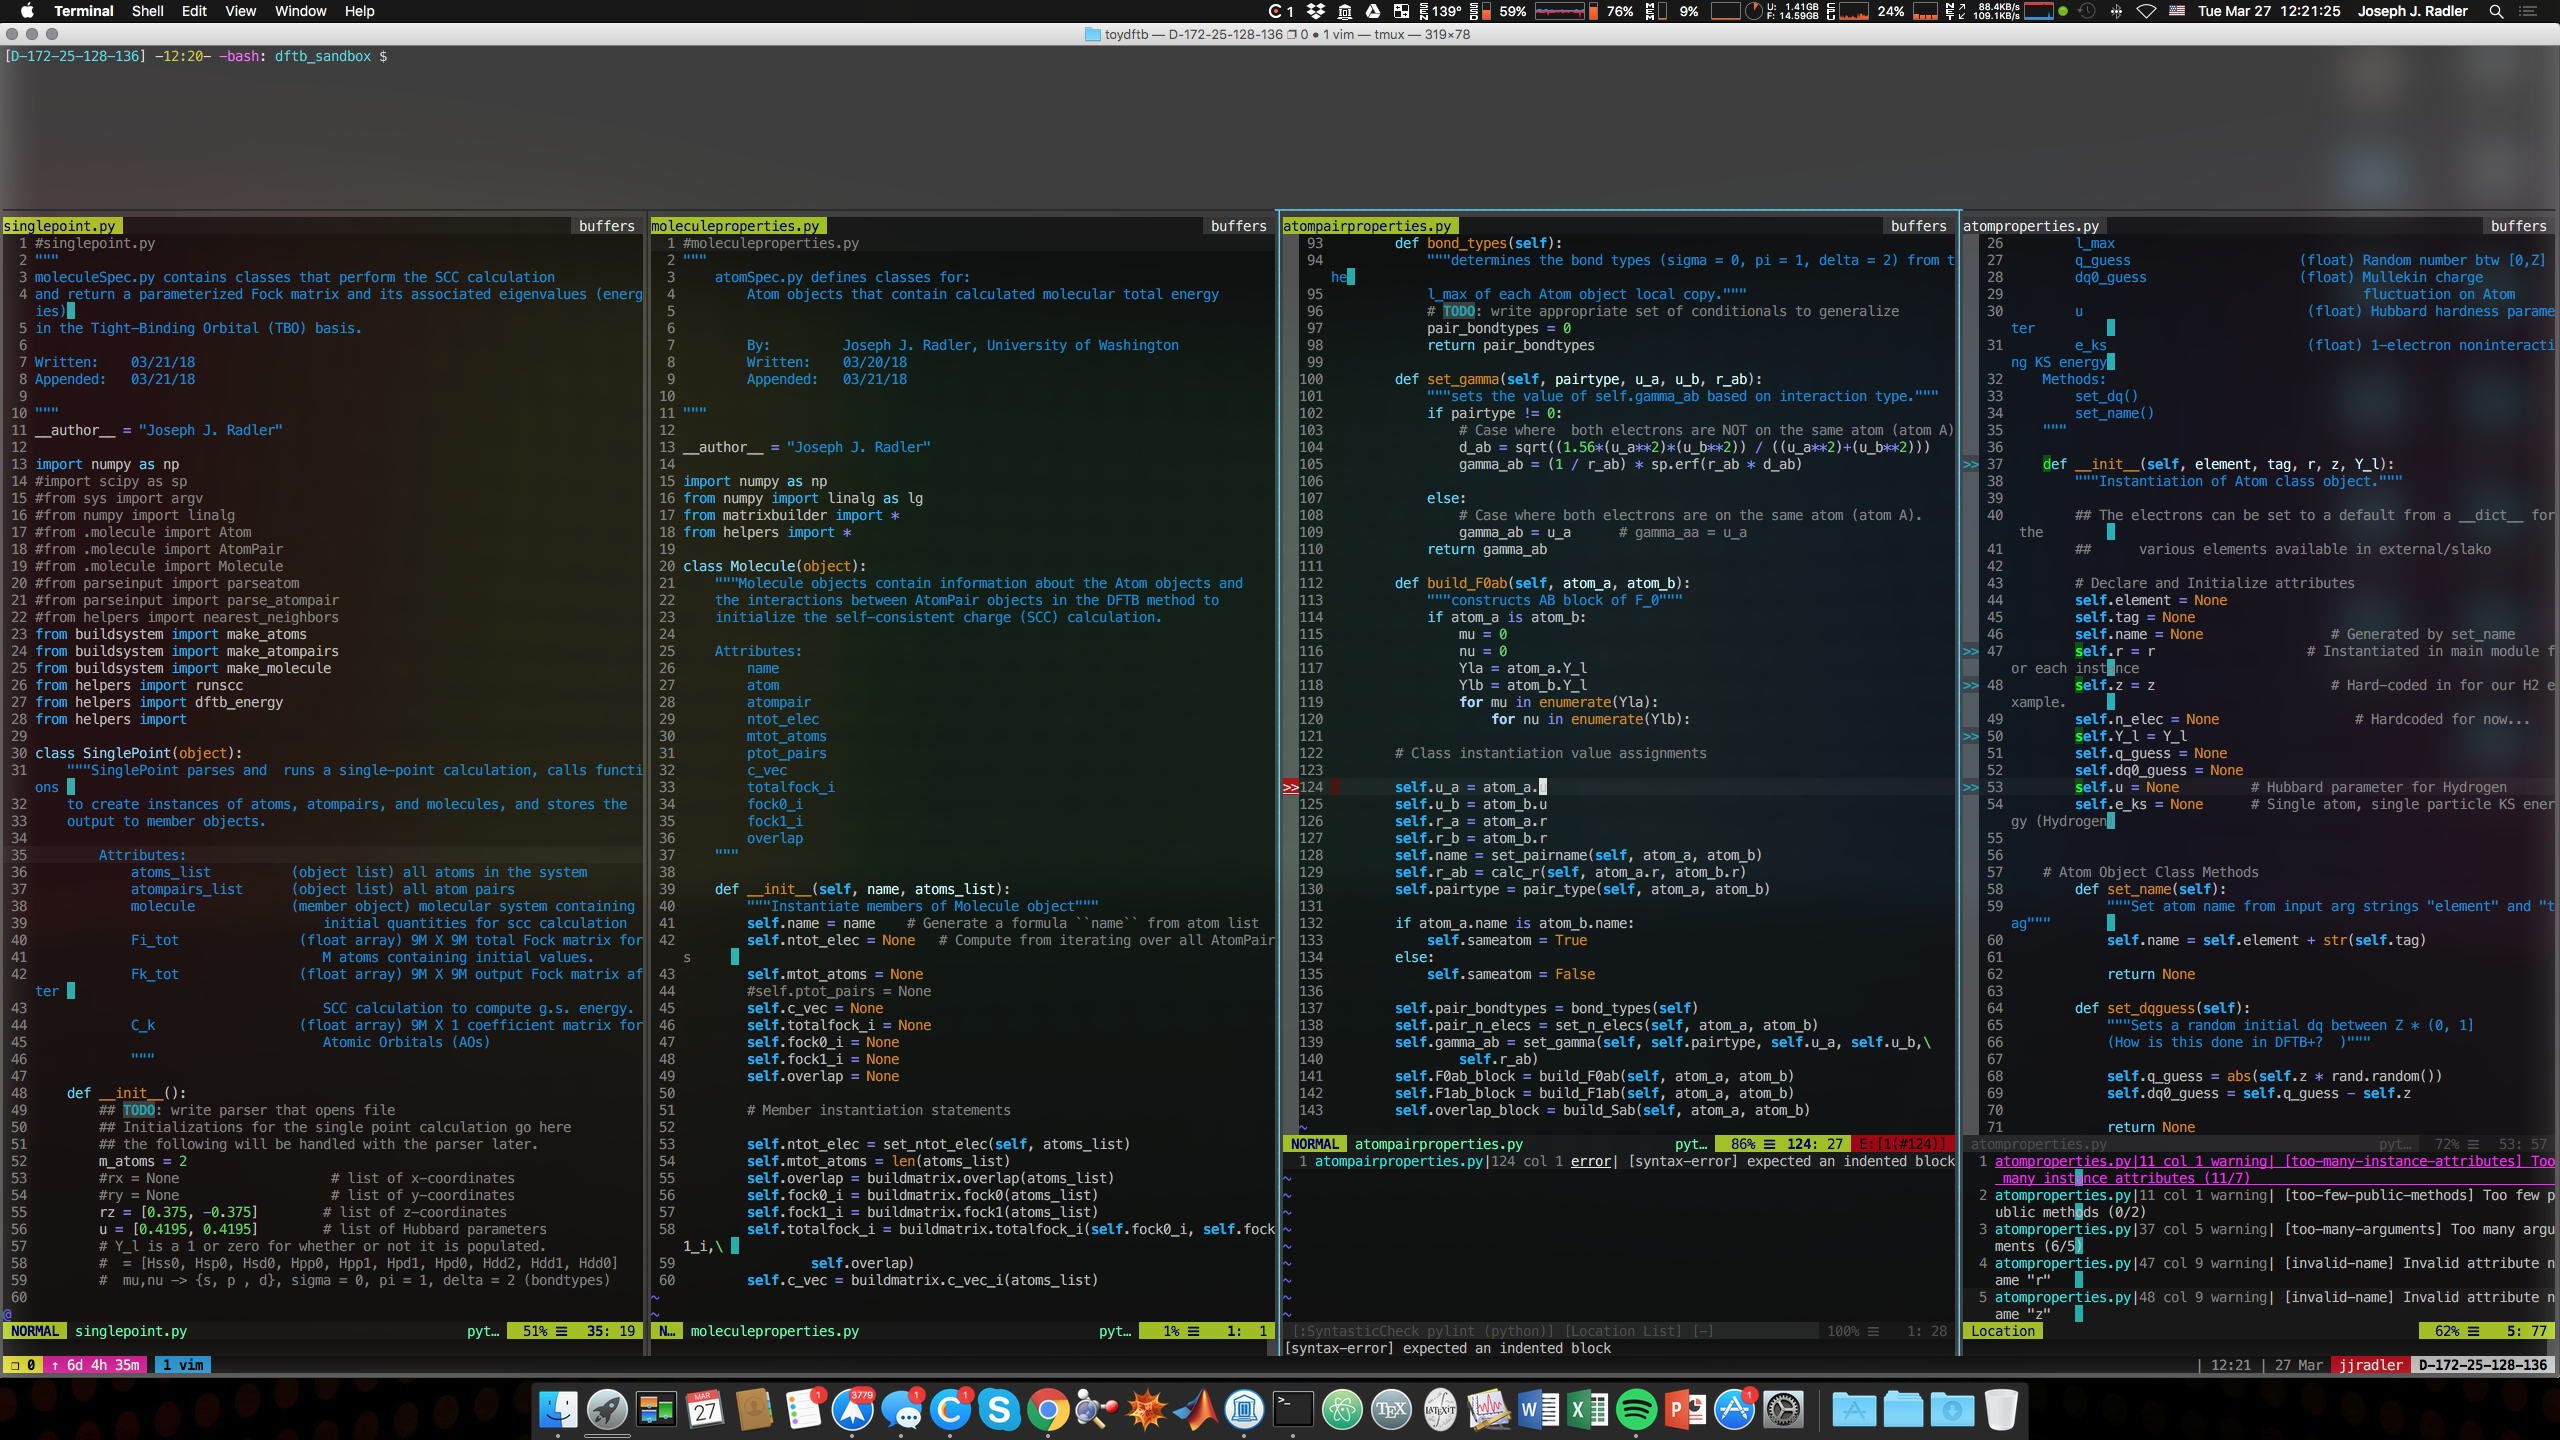 Terminal Shell Edit View Window Help
1 139° 59% 76% 9% U: 1.41GB F: 14.59GB 24% 88.4KB/s 109.1KB/s Tue Mar 27 12:21:25 Joseph J. Radler
toydftb — D-172-25-128-136 ❐ 0 ● 1 vim — tmux — 319×78
[D-172-25-128-136] -12:20- -bash: dftb_sandbox $
singlepoint.py buffers
1 #singlepoint.py
2 """
3 moleculeSpec.py contains classes that perform the SCC calculation
4 and return a parameterized Fock matrix and its associated eigenvalues (energ
ies)
5 in the Tight-Binding Orbital (TBO) basis.
6
7 Written: 03/21/18
8 Appended: 03/21/18
9
10 """
11 __author__ = "Joseph J. Radler"
12
13 import numpy as np
14 #import scipy as sp
15 #from sys import argv
16 #from numpy import linalg
17 #from .molecule import Atom
18 #from .molecule import AtomPair
19 #from .molecule import Molecule
20 #from parseinput import parseatom
21 #from parseinput import parse_atompair
22 #from helpers import nearest_neighbors
23 from buildsystem import make_atoms
24 from buildsystem import make_atompairs
25 from buildsystem import make_molecule
26 from helpers import runscc
27 from helpers import dftb_energy
28 from helpers import
29
30 class SinglePoint(object):
31 """SinglePoint parses and  runs a single-point calculation, calls functi
ons
32 to create instances of atoms, atompairs, and molecules, and stores the
33 output to member objects.
34
35 Attributes:
36 atoms_list (object list) all atoms in the system
37 atompairs_list (object list) all atom pairs
38 molecule (member object) molecular system containing
39 initial quantities for scc calculation
40 Fi_tot (float array) 9M X 9M total Fock matrix for
41 M atoms containing initial values.
42 Fk_tot (float array) 9M X 9M output Fock matrix af
ter
43 SCC calculation to compute g.s. energy.
44 C_k (float array) 9M X 1 coefficient matrix for
45 Atomic Orbitals (AOs)
46 """
47
48 def __init__():
49 ## TODO: write parser that opens file
50 ## Initializations for the single point calculation go here
51 ## the following will be handled with the parser later.
52 m_atoms = 2
53 #rx = None # list of x-coordinates
54 #ry = None # list of y-coordinates
55 rz = [0.375, -0.375] # list of z-coordinates
56 u = [0.4195, 0.4195] # list of Hubbard parameters
57 # Y_l is a 1 or zero for whether or not it is populated.
58 #  = [Hss0, Hsp0, Hsd0, Hpp0, Hpp1, Hpd1, Hpd0, Hdd2, Hdd1, Hdd0]
59 #  mu,nu -> {s, p , d}, sigma = 0, pi = 1, delta = 2 (bondtypes)
60
@
NORMAL singlepoint.py pyt… 51% ☰ 35: 19
moleculeproperties.py buffers
1 #moleculeproperties.py
2 """
3 atomSpec.py defines classes for:
4 Atom objects that contain calculated molecular total energy
5
6
7 By: Joseph J. Radler, University of Washington
8 Written: 03/20/18
9 Appended: 03/21/18
10
11 """
12
13 __author__ = "Joseph J. Radler"
14
15 import numpy as np
16 from numpy import linalg as lg
17 from matrixbuilder import *
18 from helpers import *
19
20 class Molecule(object):
21 """Molecule objects contain information about the Atom objects and
22 the interactions between AtomPair objects in the DFTB method to
23 initialize the self-consistent charge (SCC) calculation.
24
25 Attributes:
26 name
27 atom
28 atompair
29 ntot_elec
30 mtot_atoms
31 ptot_pairs
32 c_vec
33 totalfock_i
34 fock0_i
35 fock1_i
36 overlap
37 """
38
39 def __init__(self, name, atoms_list):
40 """Instantiate members of Molecule object"""
41 self.name = name # Generate a formula ``name`` from atom list
42 self.ntot_elec = None # Compute from iterating over all AtomPair
s
43 self.mtot_atoms = None
44 #self.ptot_pairs = None
45 self.c_vec = None
46 self.totalfock_i = None
47 self.fock0_i = None
48 self.fock1_i = None
49 self.overlap = None
50
51 # Member instantiation statements
52
53 self.ntot_elec = set_ntot_elec(self, atoms_list)
54 self.mtot_atoms = len(atoms_list)
55 self.overlap = buildmatrix.overlap(atoms_list)
56 self.fock0_i = buildmatrix.fock0(atoms_list)
57 self.fock1_i = buildmatrix.fock1(atoms_list)
58 self.totalfock_i = buildmatrix.totalfock_i(self.fock0_i, self.fock
1_i,\
59 self.overlap)
60 self.c_vec = buildmatrix.c_vec_i(atoms_list)
~
~
N… moleculeproperties.py pyt… 1% ☰ 1: 1
atompairproperties.py buffers
93 def bond_types(self):
94 """determines the bond types (sigma = 0, pi = 1, delta = 2) from t
he
95 l_max of each Atom object local copy."""
96 # TODO: write appropriate set of conditionals to generalize
97 pair_bondtypes = 0
98 return pair_bondtypes
99
100 def set_gamma(self, pairtype, u_a, u_b, r_ab):
101 """sets the value of self.gamma_ab based on interaction type."""
102 if pairtype != 0:
103 # Case where  both electrons are NOT on the same atom (atom A)
104 d_ab = sqrt((1.56*(u_a**2)*(u_b**2)) / ((u_a**2)+(u_b**2)))
105 gamma_ab = (1 / r_ab) * sp.erf(r_ab * d_ab)
106
107 else:
108 # Case where both electrons are on the same atom (atom A).
109 gamma_ab = u_a # gamma_aa = u_a
110 return gamma_ab
111
112 def build_F0ab(self, atom_a, atom_b):
113 """constructs AB block of F_0"""
114 if atom_a is atom_b:
115 mu = 0
116 nu = 0
117 Yla = atom_a.Y_l
118 Ylb = atom_b.Y_l
119 for mu in enumerate(Yla):
120 for nu in enumerate(Ylb):
121
122 # Class instantiation value assignments
123
>>124 self.u_a = atom_a.u
125 self.u_b = atom_b.u
126 self.r_a = atom_a.r
127 self.r_b = atom_b.r
128 self.name = set_pairname(self, atom_a, atom_b)
129 self.r_ab = calc_r(self, atom_a.r, atom_b.r)
130 self.pairtype = pair_type(self, atom_a, atom_b)
131
132 if atom_a.name is atom_b.name:
133 self.sameatom = True
134 else:
135 self.sameatom = False
136
137 self.pair_bondtypes = bond_types(self)
138 self.pair_n_elecs = set_n_elecs(self, atom_a, atom_b)
139 self.gamma_ab = set_gamma(self, self.pairtype, self.u_a, self.u_b,\
140 self.r_ab)
141 self.F0ab_block = build_F0ab(self, atom_a, atom_b)
142 self.F1ab_block = build_F1ab(self, atom_a, atom_b)
143 self.overlap_block = build_Sab(self, atom_a, atom_b)
~
NORMAL atompairproperties.py pyt… 86% ☰ 124: 27 E:[1(#124)]
1 atompairproperties.py|124 col 1 error| [syntax-error] expected an indented block
~
~
~
~
~
~
~
~
~
[:SyntasticCheck pylint (python)] [Location List] [-] 100% ☰ 1: 28
[syntax-error] expected an indented block
atomproperties.py buffers
26 l_max
27 q_guess (float) Random number btw [0,Z]
28 dq0_guess (float) Mullekin charge
29 fluctuation on Atom
30 u (float) Hubbard hardness parame
ter
31 e_ks (float) 1-electron noninteracti
ng KS energy
32 Methods:
33 set_dq()
34 set_name()
35 """
36
>> 37 def __init__(self, element, tag, r, z, Y_l):
38 """Instantiation of Atom class object."""
39
40 ## The electrons can be set to a default from a __dict__ for
the
41 ## various elements available in external/slako
42
43 # Declare and Initialize attributes
44 self.element = None
45 self.tag = None
46 self.name = None # Generated by set_name
>> 47 self.r = r # Instantiated in main module f
or each instance
>> 48 self.z = z # Hard-coded in for our H2 e
xample.
49 self.n_elec = None # Hardcoded for now...
>> 50 self.Y_l = Y_l
51 self.q_guess = None
52 self.dq0_guess = None
>> 53 self.u = None # Hubbard parameter for Hydrogen
54 self.e_ks = None # Single atom, single particle KS ener
gy (Hydrogen)
55
56
57 # Atom Object Class Methods
58 def set_name(self):
59 """Set atom name from input arg strings "element" and "t
ag"""
60 self.name = self.element + str(self.tag)
61
62 return None
63
64 def set_dqguess(self):
65 """Sets a random initial dq between Z * (0, 1]
66 (How is this done in DFTB+?  )"""
67
68 self.q_guess = abs(self.z * rand.random())
69 self.dq0_guess = self.q_guess - self.z
70
71 return None
atomproperties.py pyt… 72% ☰ 53: 57
1 atomproperties.py|11 col 1 warning| [too-many-instance-attributes] Too
many instance attributes (11/7)
2 atomproperties.py|11 col 1 warning| [too-few-public-methods] Too few p
ublic methods (0/2)
3 atomproperties.py|37 col 5 warning| [too-many-arguments] Too many argu
ments (6/5)
4 atomproperties.py|47 col 9 warning| [invalid-name] Invalid attribute n
ame "r"
5 atomproperties.py|48 col 9 warning| [invalid-name] Invalid attribute n
ame "z"
Location 62% ☰ 5: 77
❐ 0 ↑ 6d 4h 35m 1 vim | 12:21 | 27 Mar jjradler D-172-25-128-136
MAR 27 1 3779 1 1 TEX LATEXIT W X P 1